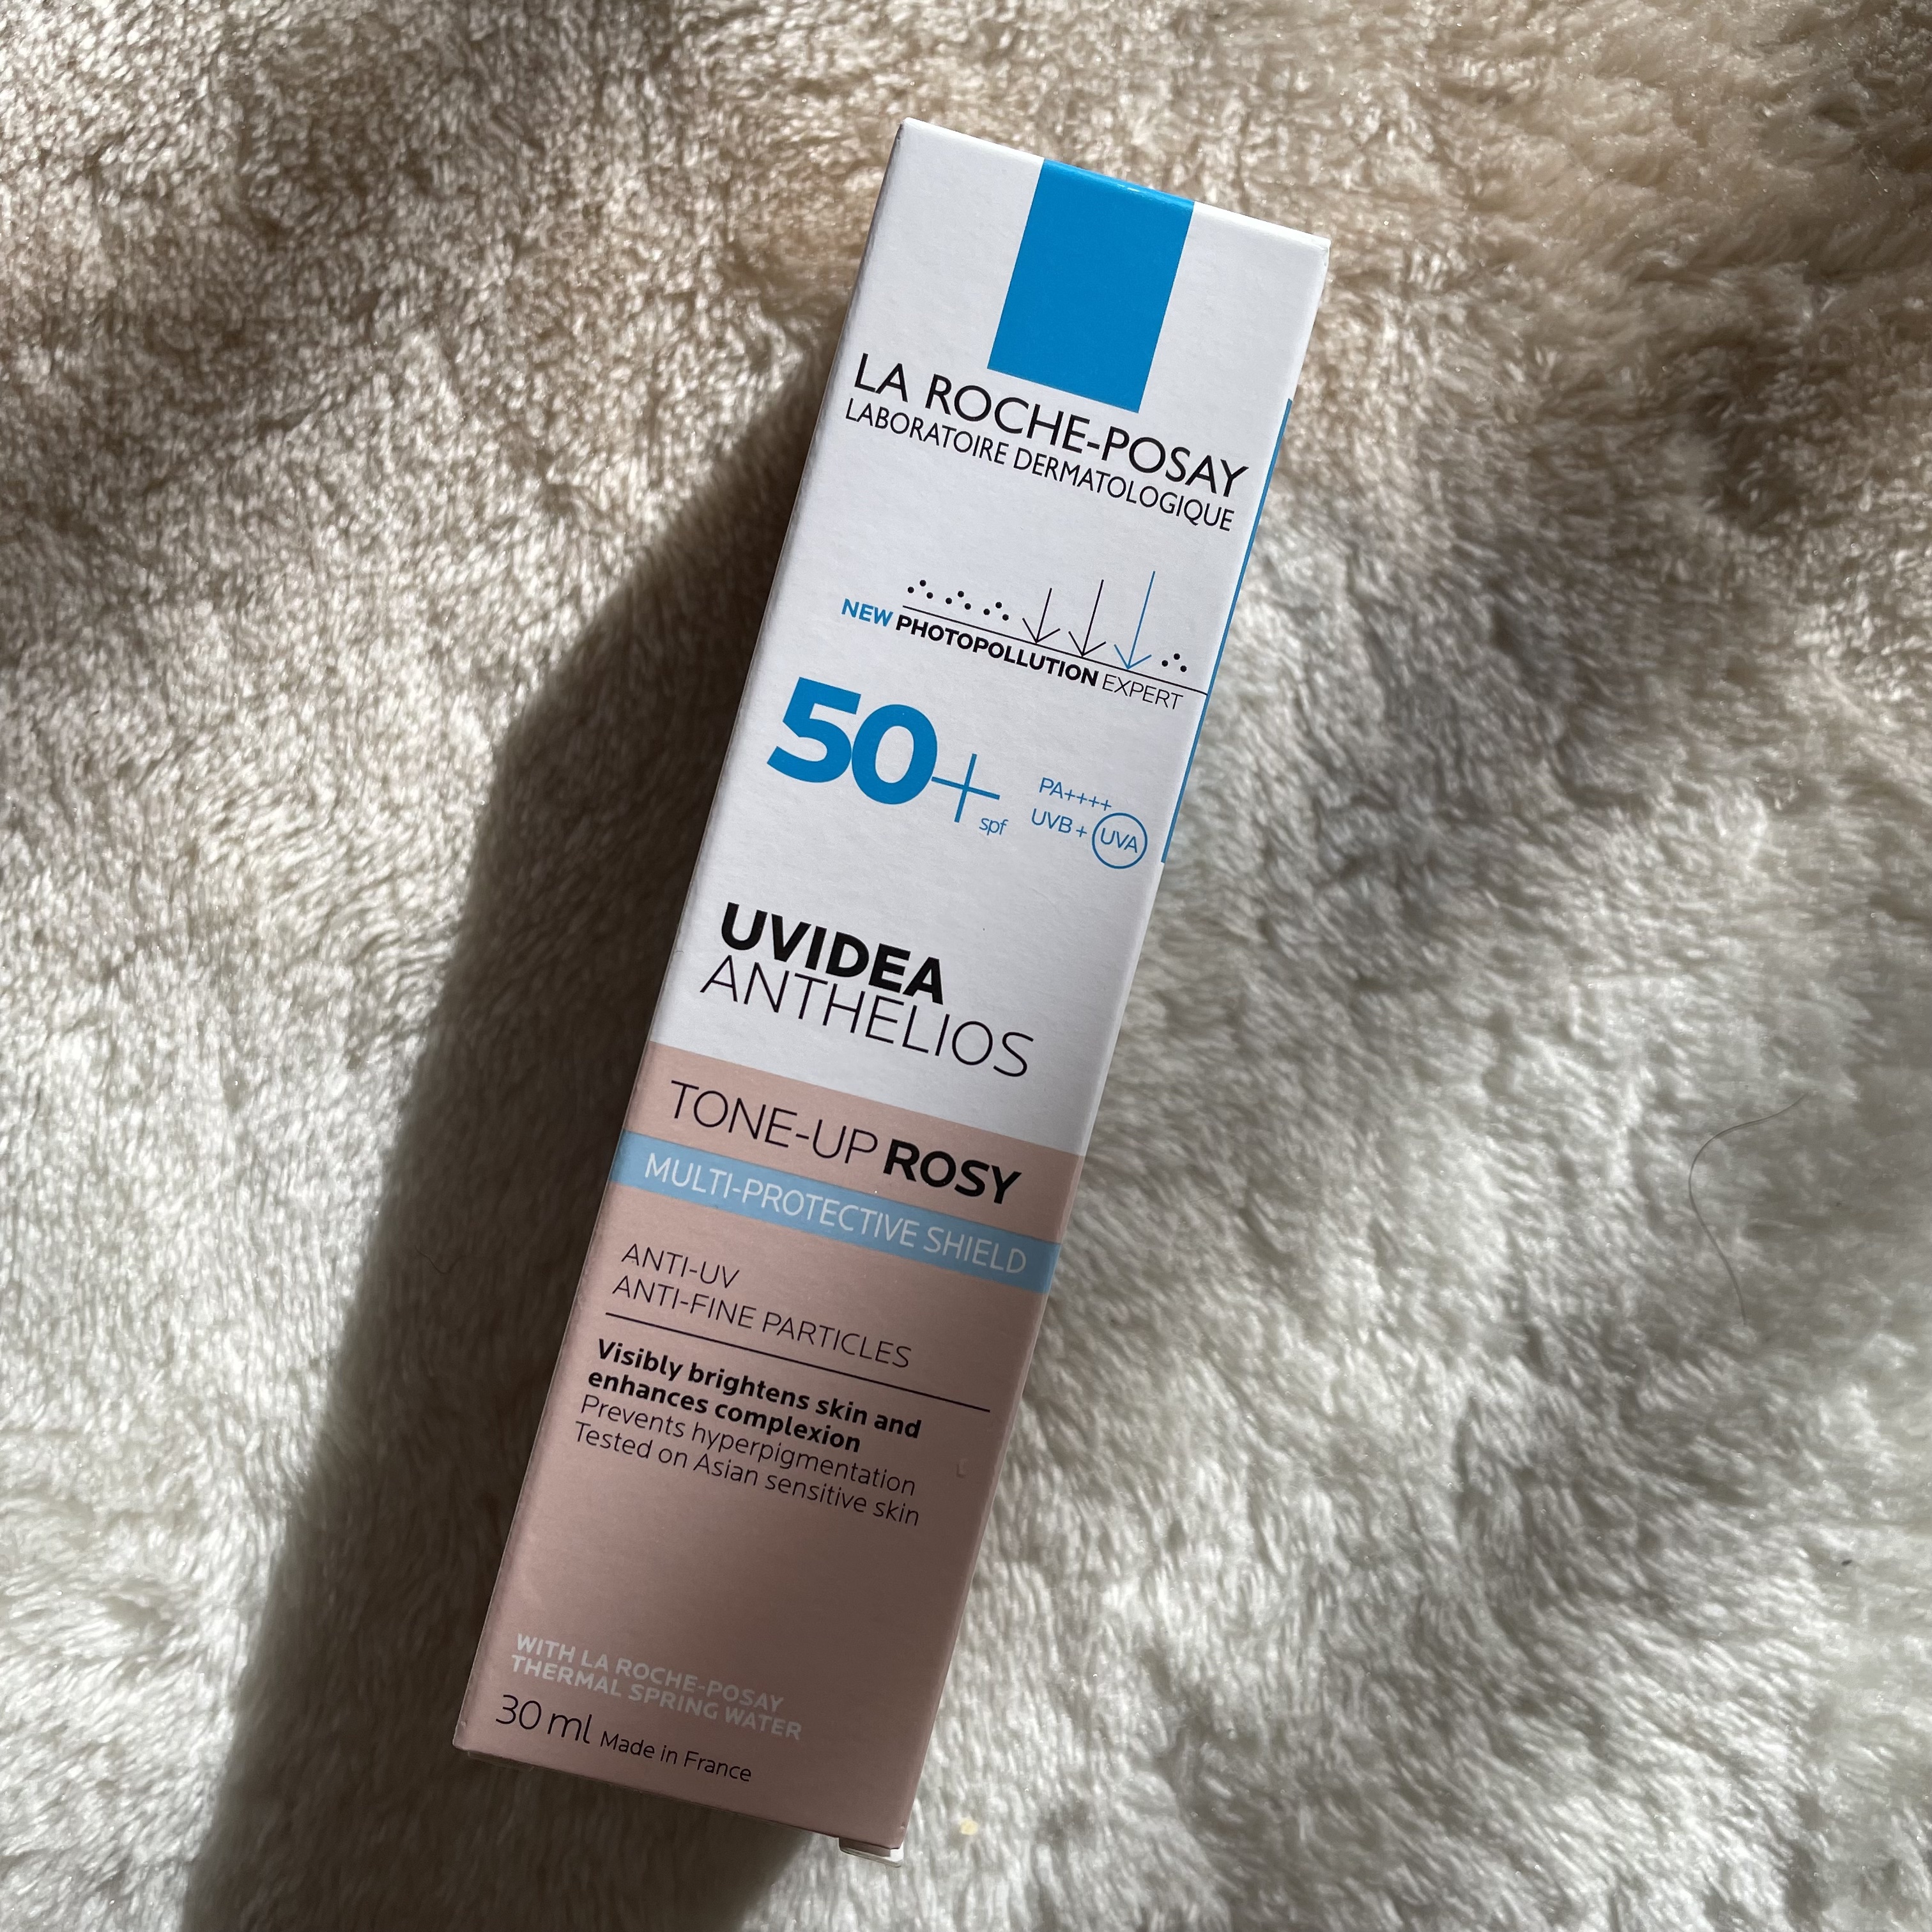 LA ROCHE-POSAY
LABORATOIRE DERMATOLOGIQUE
NEW PHOTOPOLLUTION EXPERT
50+ spf
PA++++
UVB + UVA
UVIDEA
ANTHELIOS
TONE-UP ROSY
MULTI-PROTECTIVE SHIELD
ANTI-UV
ANTI-FINE PARTICLES
Visibly brightens skin and
enhances complexion
Prevents hyperpigmentation
Tested on Asian sensitive skin
WITH LA ROCHE-POSAY
THERMAL SPRING WATER
30 ml Made in France